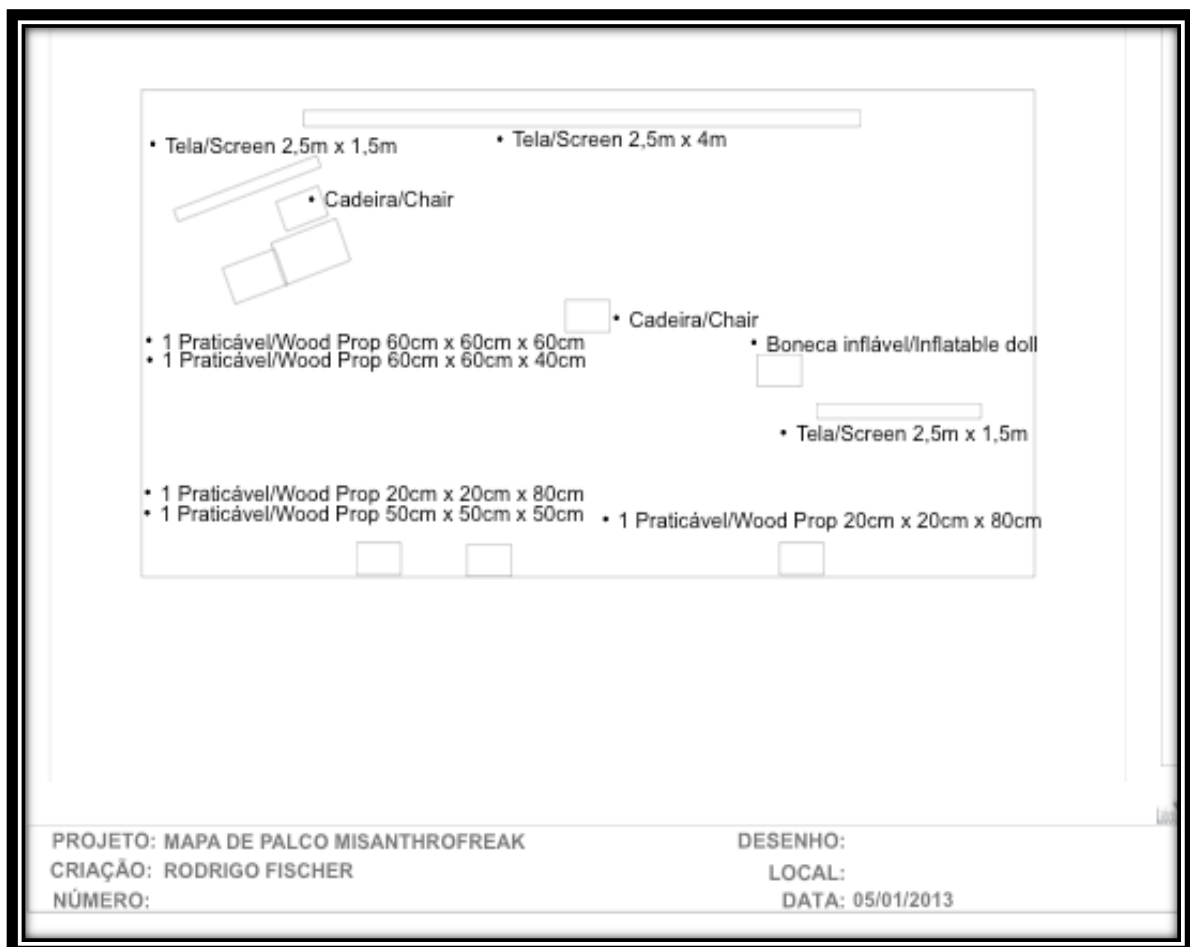 • Tela/Screen 2,5m x 1,5m
• Tela/Screen 2,5m x 4m
• Cadeira/Chair
• Cadeira/Chair
• 1 Praticável/Wood Prop 60cm x 60cm x 60cm
• 1 Praticável/Wood Prop 60cm x 60cm x 40cm
• Boneca inflável/Inflatable doll
• Tela/Screen 2,5m x 1,5m
• 1 Praticável/Wood Prop 20cm x 20cm x 80cm
• 1 Praticável/Wood Prop 50cm x 50cm x 50cm
• 1 Praticável/Wood Prop 20cm x 20cm x 80cm
PROJETO: MAPA DE PALCO MISANTHROFREAK
CRIAÇÃO: RODRIGO FISCHER
NÚMERO:
DESENHO:
LOCAL:
DATA: 05/01/2013